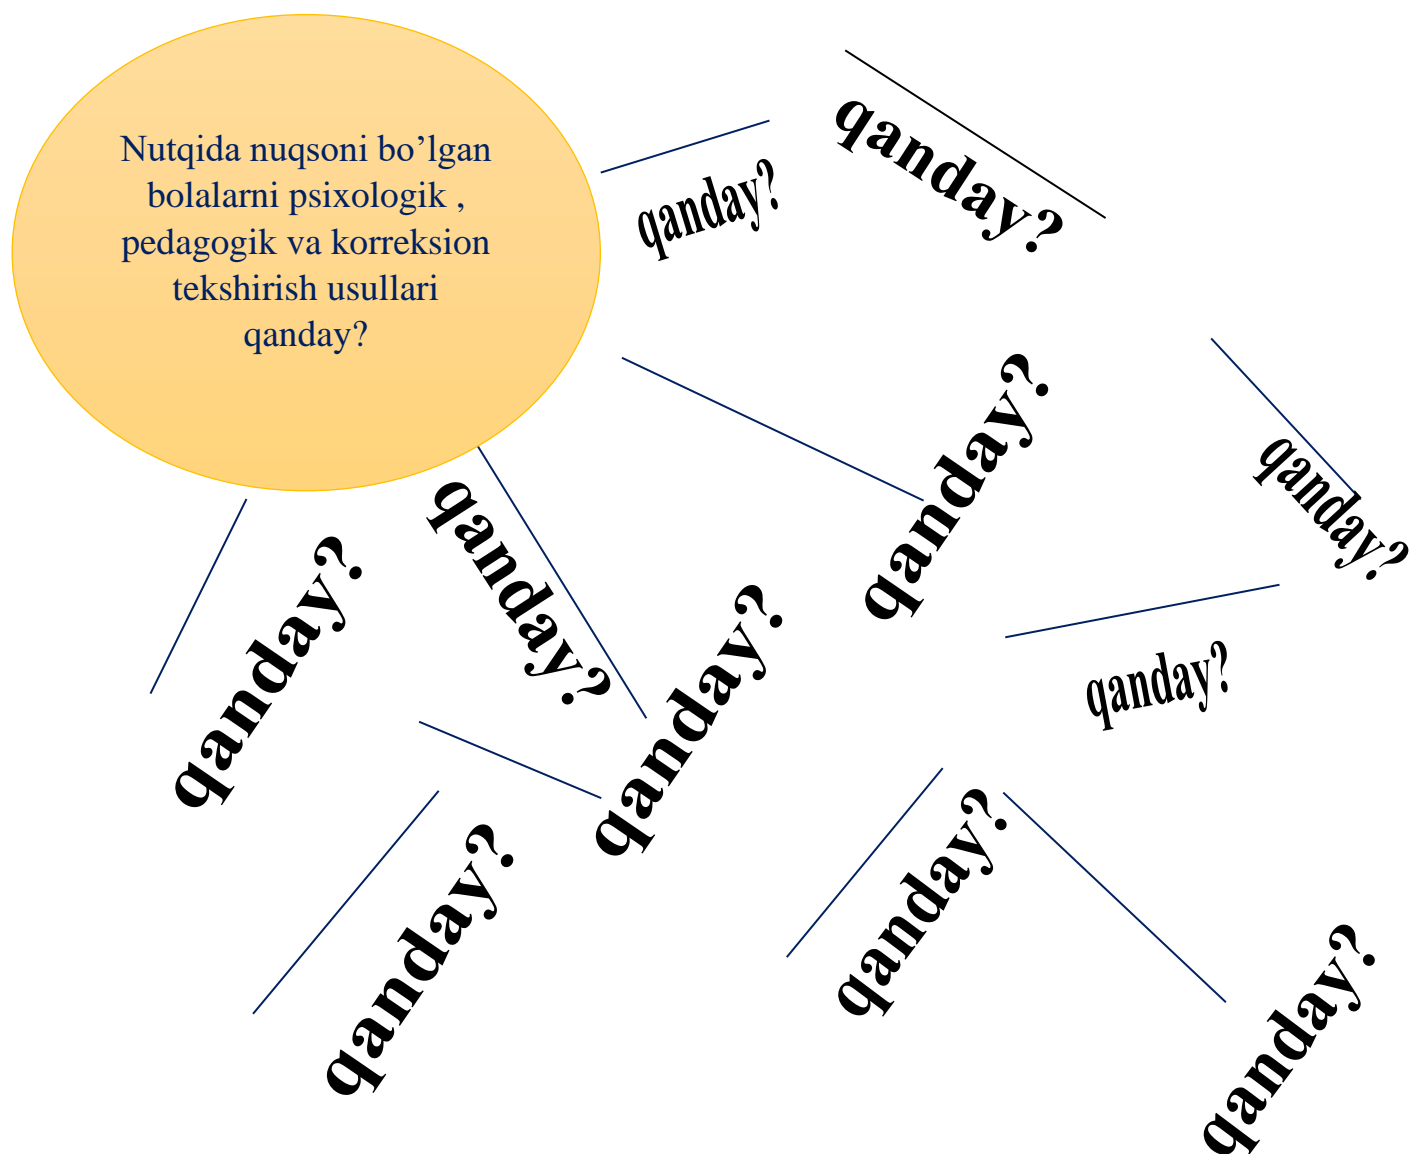 Nutqida nuqsoni bo’lgan
bolalarni psixologik ,
pedagogik va korreksion
tekshirish usullari
qanday?
qanday?
qanday?
qanday?
qanday?
qanday?
qanday?
qanday?
qanday?
qanday?
qanday?
qanday?